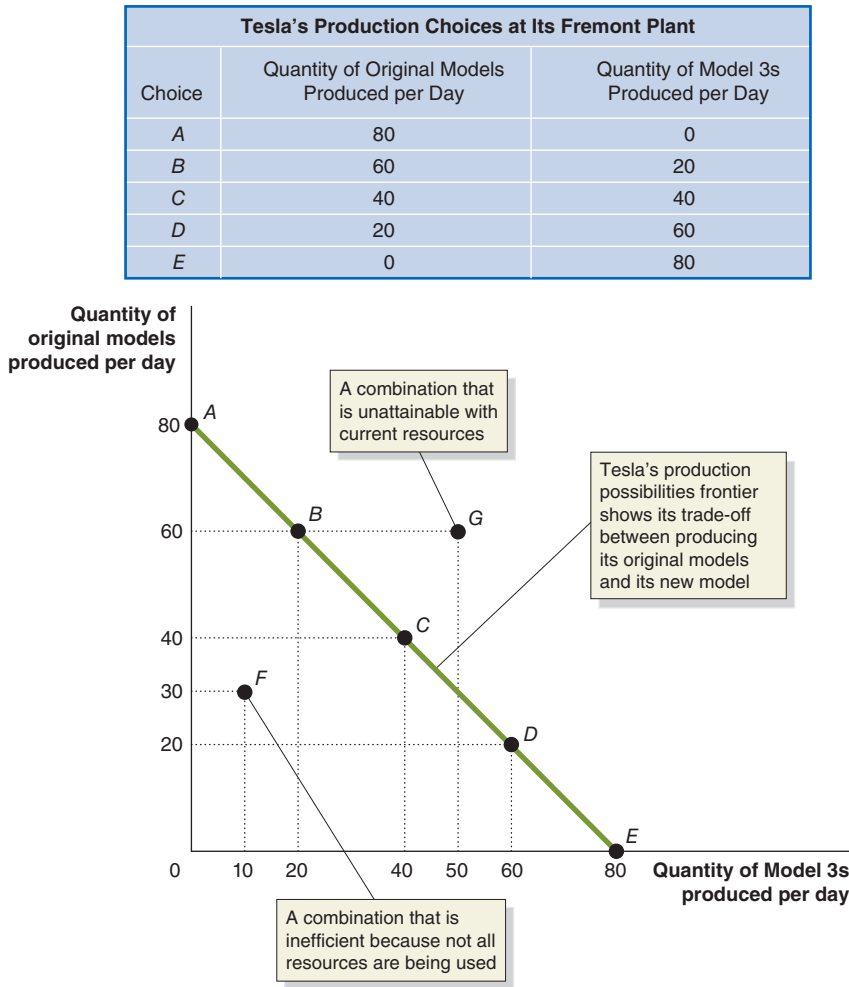 Tesla's Production Choices at Its Fremont Plant
Choice
Quantity of Original Models
Produced per Day
Quantity of Model 3s
Produced per Day
A 80 0
B 60 20
C 40 40
D 20 60
E 0 80
Quantity of
original models
produced per day
A combination that
is unattainable with
current resources
Tesla's production
possibilities frontier
shows its trade-off
between producing
its original models
and its new model
80
A
60
B
G
40
C
30
F
20
D
E
0 10 20 40 50 60 80
Quantity of Model 3s
produced per day
A combination that is
inefficient because not all
resources are being used